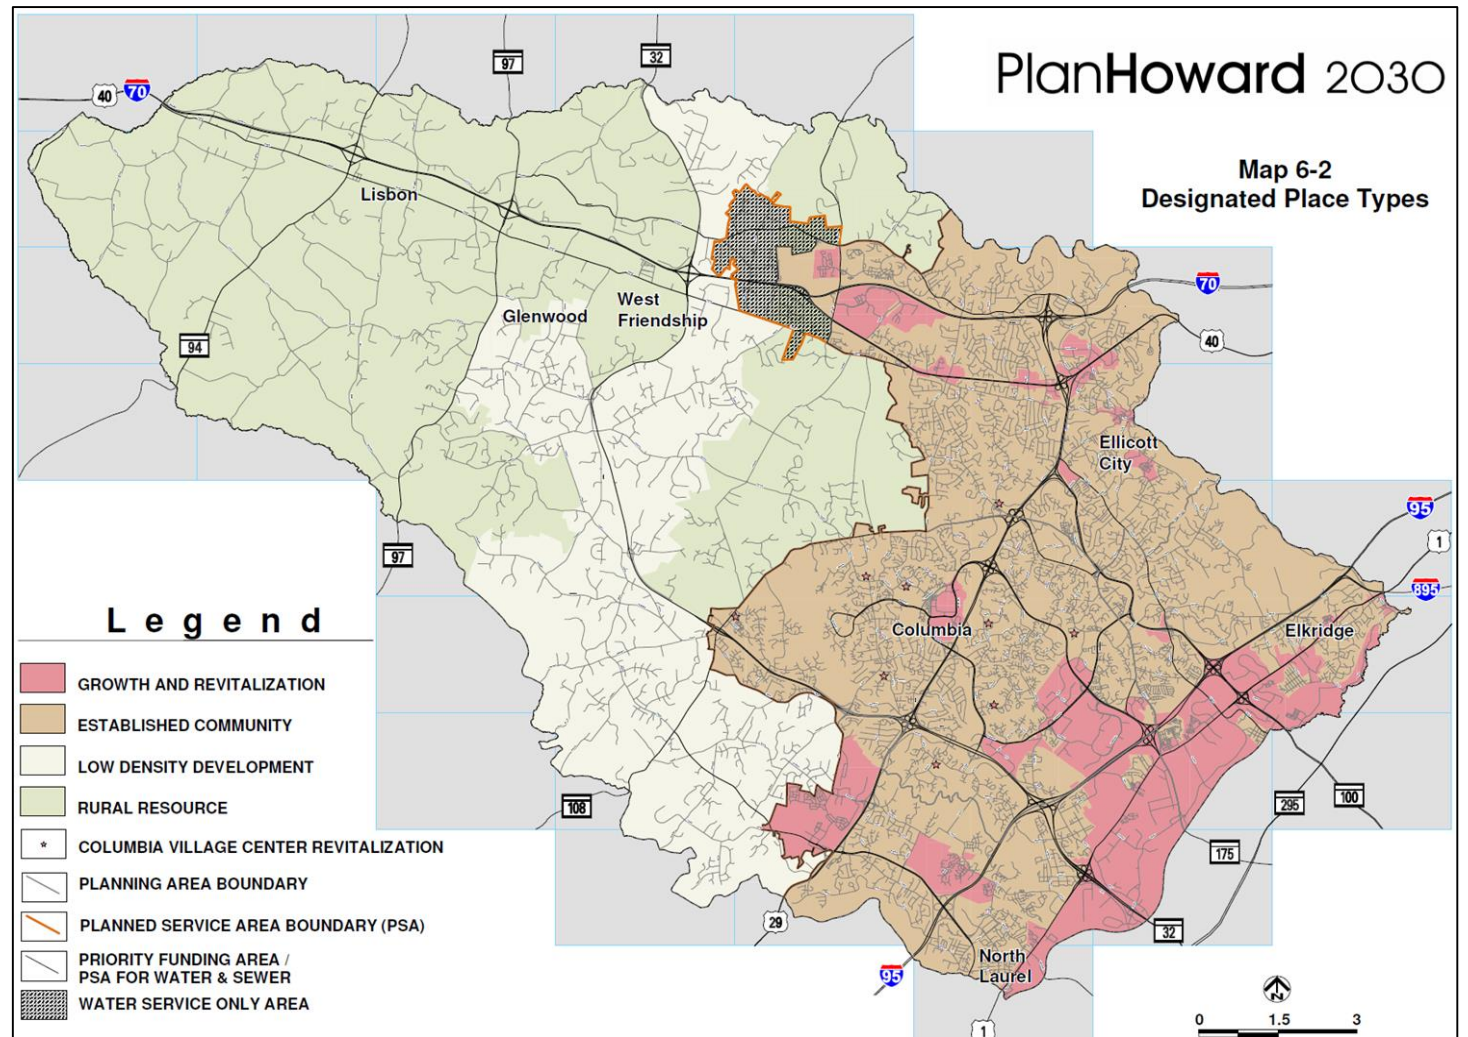 PlanHoward 2030
Map 6-2
Designated Place Types
97
32
40
70
Lisbon
70
West
Friendship
Glenwood
40
94
Ellicott
City
95
1
97
895
Columbia
Elkridge
Legend
GROWTH AND REVITALIZATION
ESTABLISHED COMMUNITY
LOW DENSITY DEVELOPMENT
RURAL RESOURCE
COLUMBIA VILLAGE CENTER REVITALIZATION
PLANNING AREA BOUNDARY
PLANNED SERVICE AREA BOUNDARY (PSA)
PRIORITY FUNDING AREA /
PSA FOR WATER & SEWER
WATER SERVICE ONLY AREA
108
295
100
175
29
32
North
Laurel
95
1
N
0 1.5 3